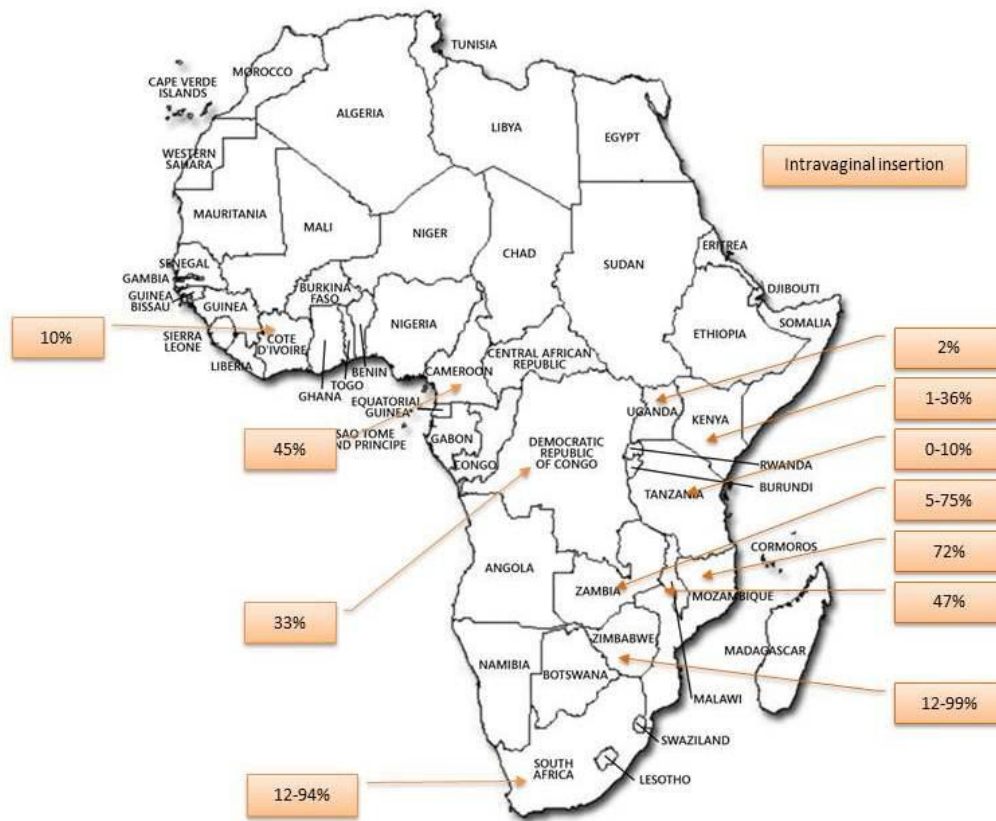 TUNISIA
MOROCCO
CAPE VERDE
ISLANDS
ALGERIA
LIBYA
EGYPT
Intravaginal insertion
WESTERN
SAHARA
MAURITANIA
MALI
NIGER
CHAD
SUDAN
ERITREA
SENEGAL
GAMBIA
GUINEA
BISSAU
GUINEA
BURKINA
FASO
DJIBOUTI
NIGERIA
ETHIOPIA
SOMALIA
10%
SIERRA
LEONE
COTE
D'IVOIRE
LIBERIA
GHANA
TOGO
BENIN
CAMEROON
CENTRAL AFRICAN
REPUBLIC
2%
EQUATORIAL
GUINEA
UGANDA
KENYA
1-36%
45%
SAO TOME
ND PRINCIPE
GABON
CONGO
DEMOCRATIC
REPUBLIC
OF CONGO
RWANDA
BURUNDI
0-10%
TANZANIA
5-75%
CORMOROS
72%
ANGOLA
ZAMBIA
MOZAMBIQUE
47%
33%
ZIMBABWE
MADAGASCAR
NAMIBIA
BOTSWANA
MALAWI
12-99%
SWAZILAND
SOUTH
AFRICA
LESOTHO
12-94%